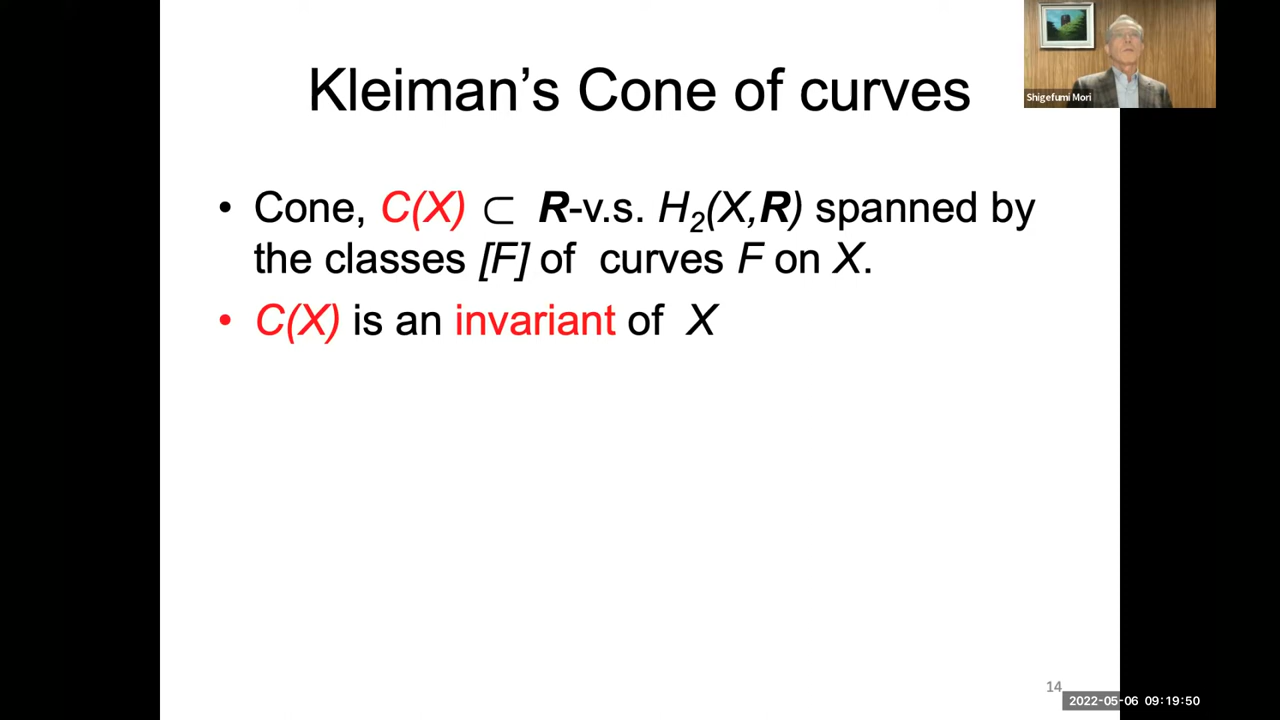 Kleiman’s Cone of curves
Shigefumi Mori
• Cone, C(X) ⊂ R-v.s. H₂(X,R) spanned by
the classes [F] of curves F on X.
• C(X) is an invariant of X
14
2022-05-06 09:19:50